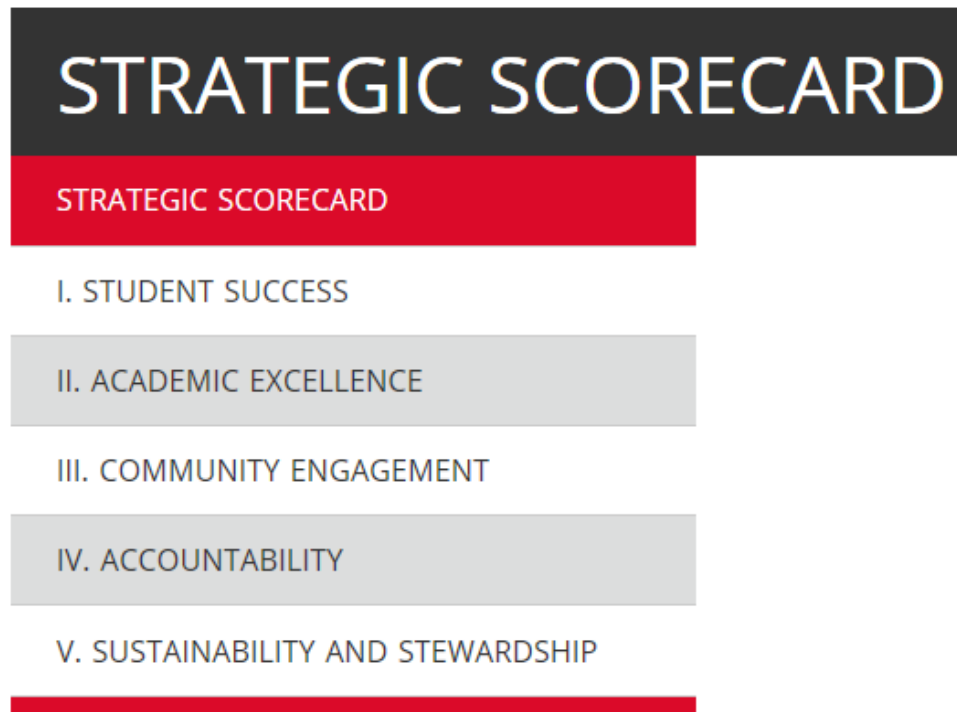 STRATEGIC SCORECARD
STRATEGIC SCORECARD
I. STUDENT SUCCESS
II. ACADEMIC EXCELLENCE
III. COMMUNITY ENGAGEMENT
IV. ACCOUNTABILITY
V. SUSTAINABILITY AND STEWARDSHIP